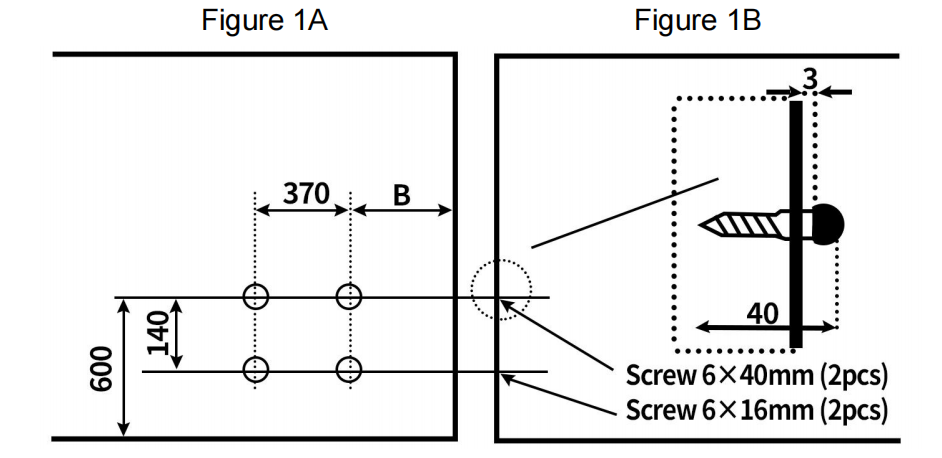 Figure 1A
Figure 1B
3
370
B
40
140
600
Screw 6×40mm (2pcs)
Screw 6×16mm (2pcs)